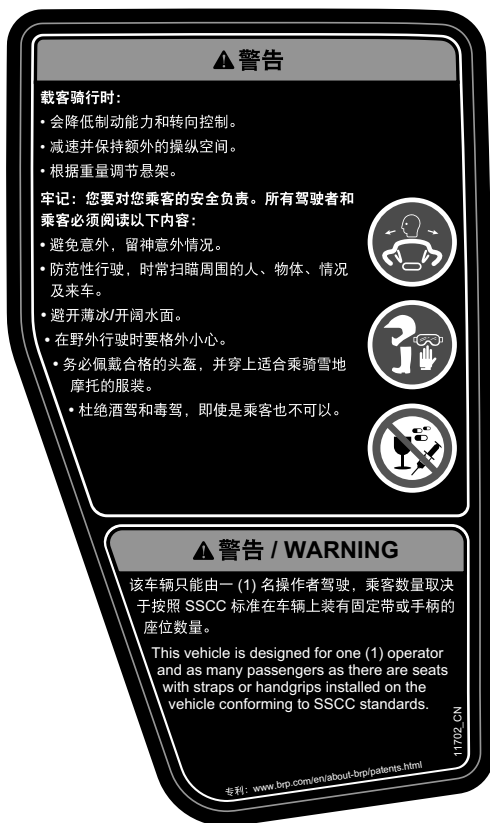 警告
载客骑行时：
• 会降低制动能力和转向控制。
• 减速并保持额外的操纵空间。
• 根据重量调节悬架。
牢记：您要对您乘客的安全负责。所有驾驶者和
乘客必须阅读以下内容：
• 避免意外，留神意外情况。
• 防范性行驶，时常扫瞄周围的人、物体、情况
及来车。
• 避开薄冰/开阔水面。
• 在野外行驶时要格外小心。
• 务必佩戴合格的头盔，并穿上适合乘骑雪地
摩托的服装。
• 杜绝酒驾和毒驾，即使是乘客也不可以。
警告 / WARNING
该车辆只能由一 (1) 名操作者驾驶，乘客数量取决
于按照 SSCC 标准在车辆上装有固定带或手柄的
座位数量。
This vehicle is designed for one (1) operator
and as many passengers as there are seats
with straps or handgrips installed on the
vehicle conforming to SSCC standards.
11702_CN
专利：www.brp.com/en/about-brp/patents.html